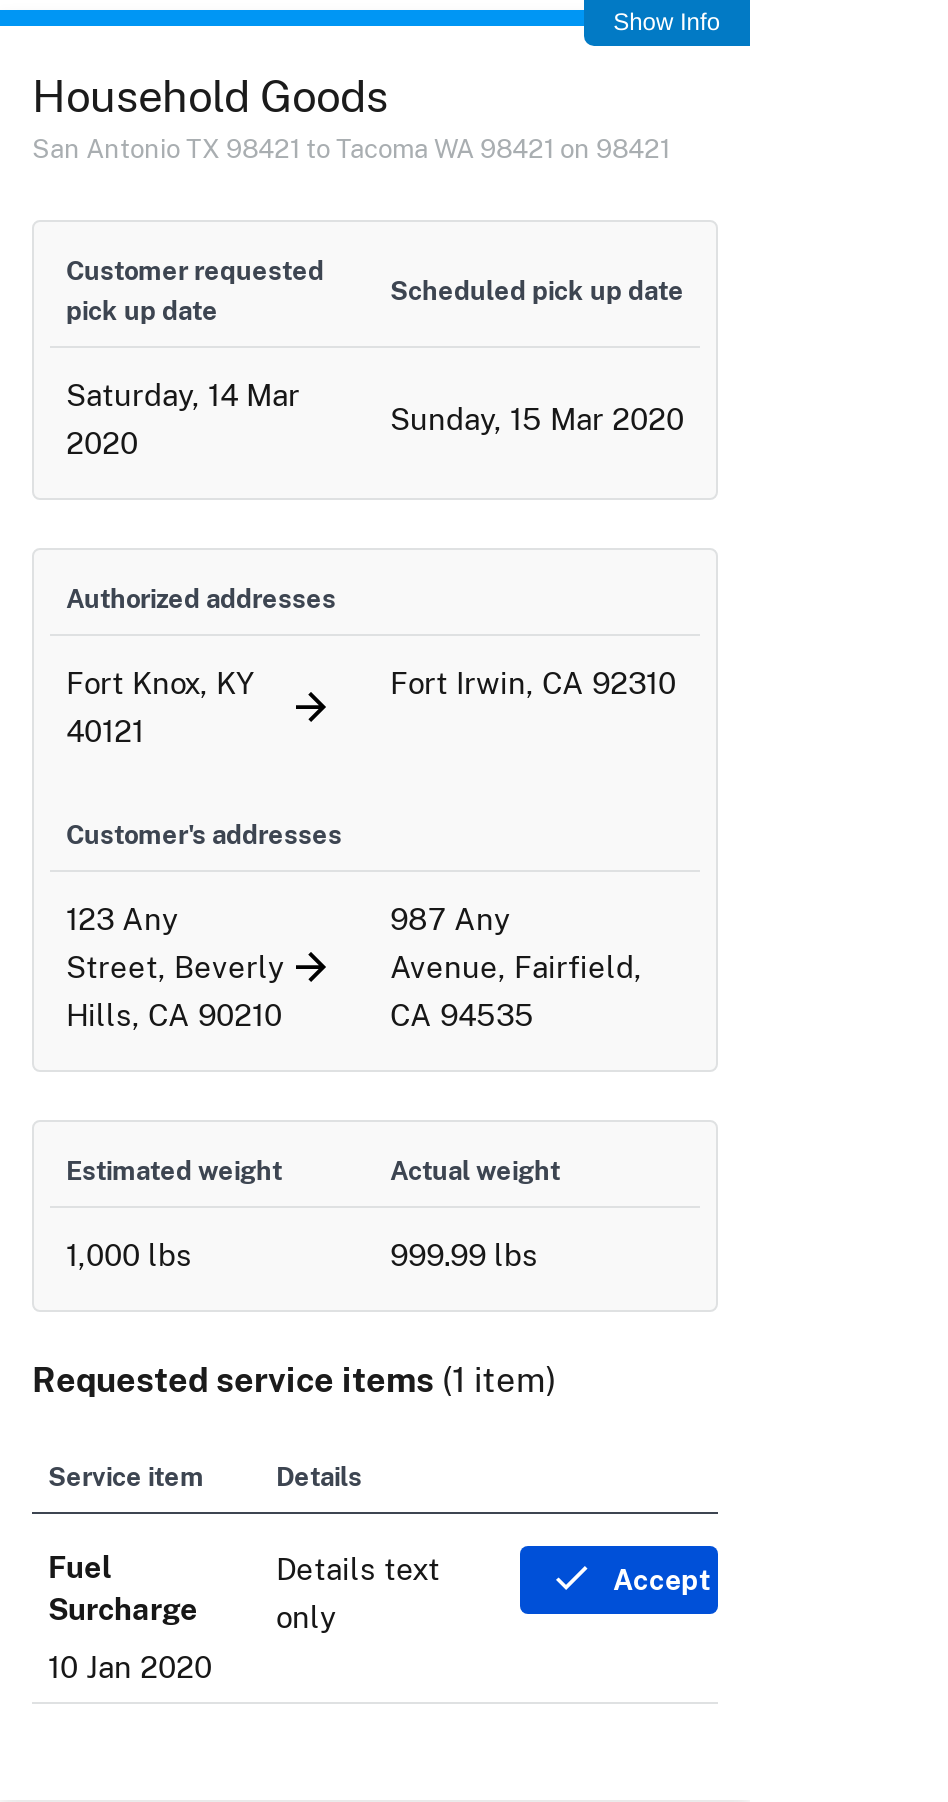 Show Info
Household Goods
San Antonio TX 98421 to Tacoma WA 98421 on 98421
Customer requested
pick up date
Scheduled pick up date
Saturday, 14 Mar
2020
Sunday, 15 Mar 2020
Authorized addresses
Fort Knox, KY
40121
Fort Irwin, CA 92310
Customer's addresses
123 Any
Street, Beverly
Hills, CA 90210
987 Any
Avenue, Fairfield,
CA 94535
Estimated weight
Actual weight
1,000 lbs
999.99 lbs
Requested service items (1 item)
Service item
Details
Fuel
Surcharge
10 Jan 2020
Details text
only
Accept